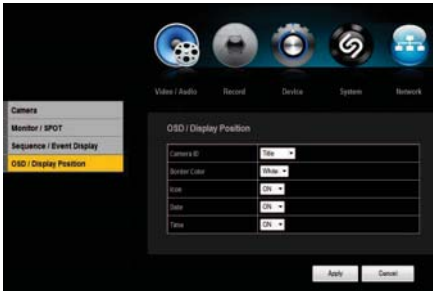 Video / Audio Record Device System Network
Camera
Monitor / SPOT
Sequence / Event Display
OSD / Display Position
OSD / Display Position
Camera ID Title
Border Color White
Icon ON
Date ON
Time ON
Apply Cancel